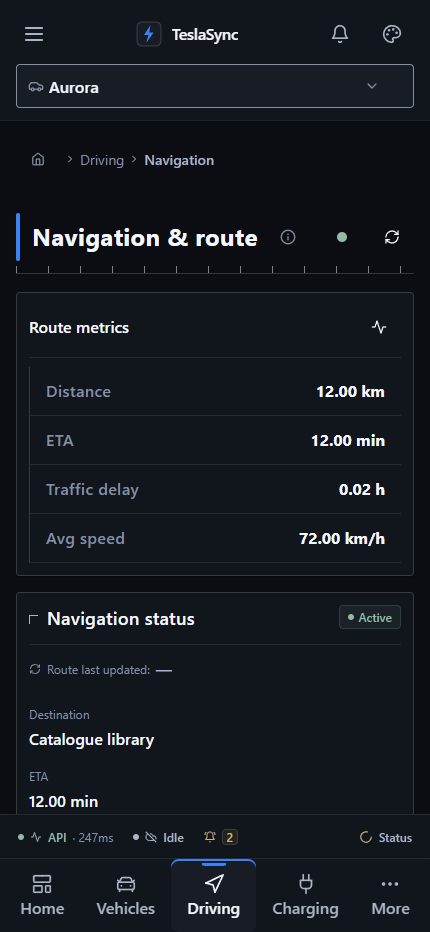 TeslaSync
Aurora
Driving
Navigation
Navigation & route
Route metrics
Distance 12.00 km
ETA 12.00 min
Traffic delay 0.02 h
Avg speed 72.00 km/h
Navigation status Active
Route last updated: —
Destination
Catalogue library
ETA
12.00 min
API · 247ms Idle 2 Status
Home Vehicles Driving Charging More